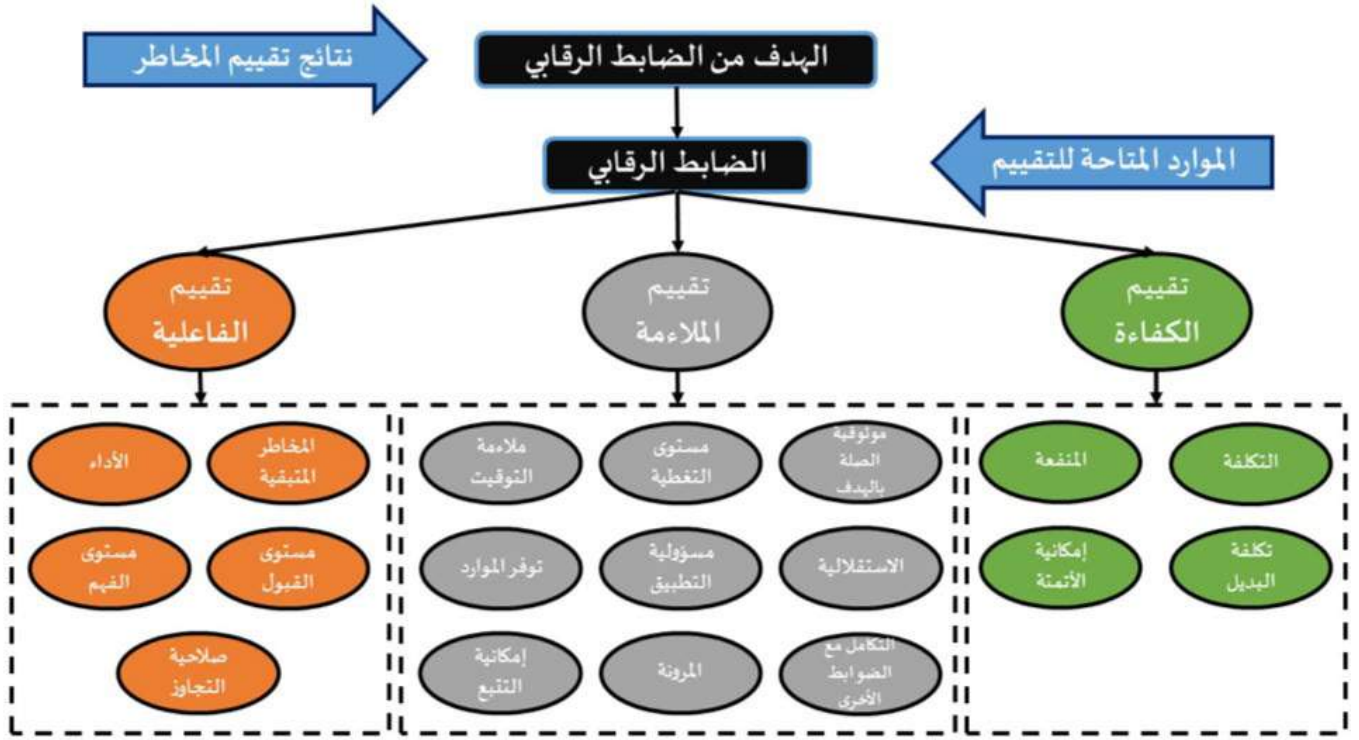 نتائج تقييم المخاطر
الهدف من الضابط الرقابي
الضابط الرقابي
الموارد المتاحة للتقييم
تقييم
الكفاءة
تقييم
الملاءمة
تقييم
الفاعلية
التكلفة
المنفعة
تكلفة
البديل
إمكانية
الأتمتة
موثوقية
الصلة
بالهدف
مستوى
التغطية
ملاءمة
التوقيت
الاستقلالية
مسؤولية
التطبيق
توفر الموارد
التكامل مع
الضوابط
الأخرى
المرونة
إمكانية
التتبع
المخاطر
المتبقية
الأداء
مستوى
القبول
مستوى
الفهم
صلاحية
التجاوز